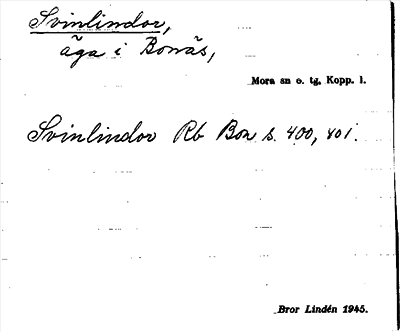 Svinlindor,
äga i Bonäs,
Mora sn o. tg, Kopp. l.
Svinlindor Rb Bon s. 400, 401.
Bror Lindén 1945.